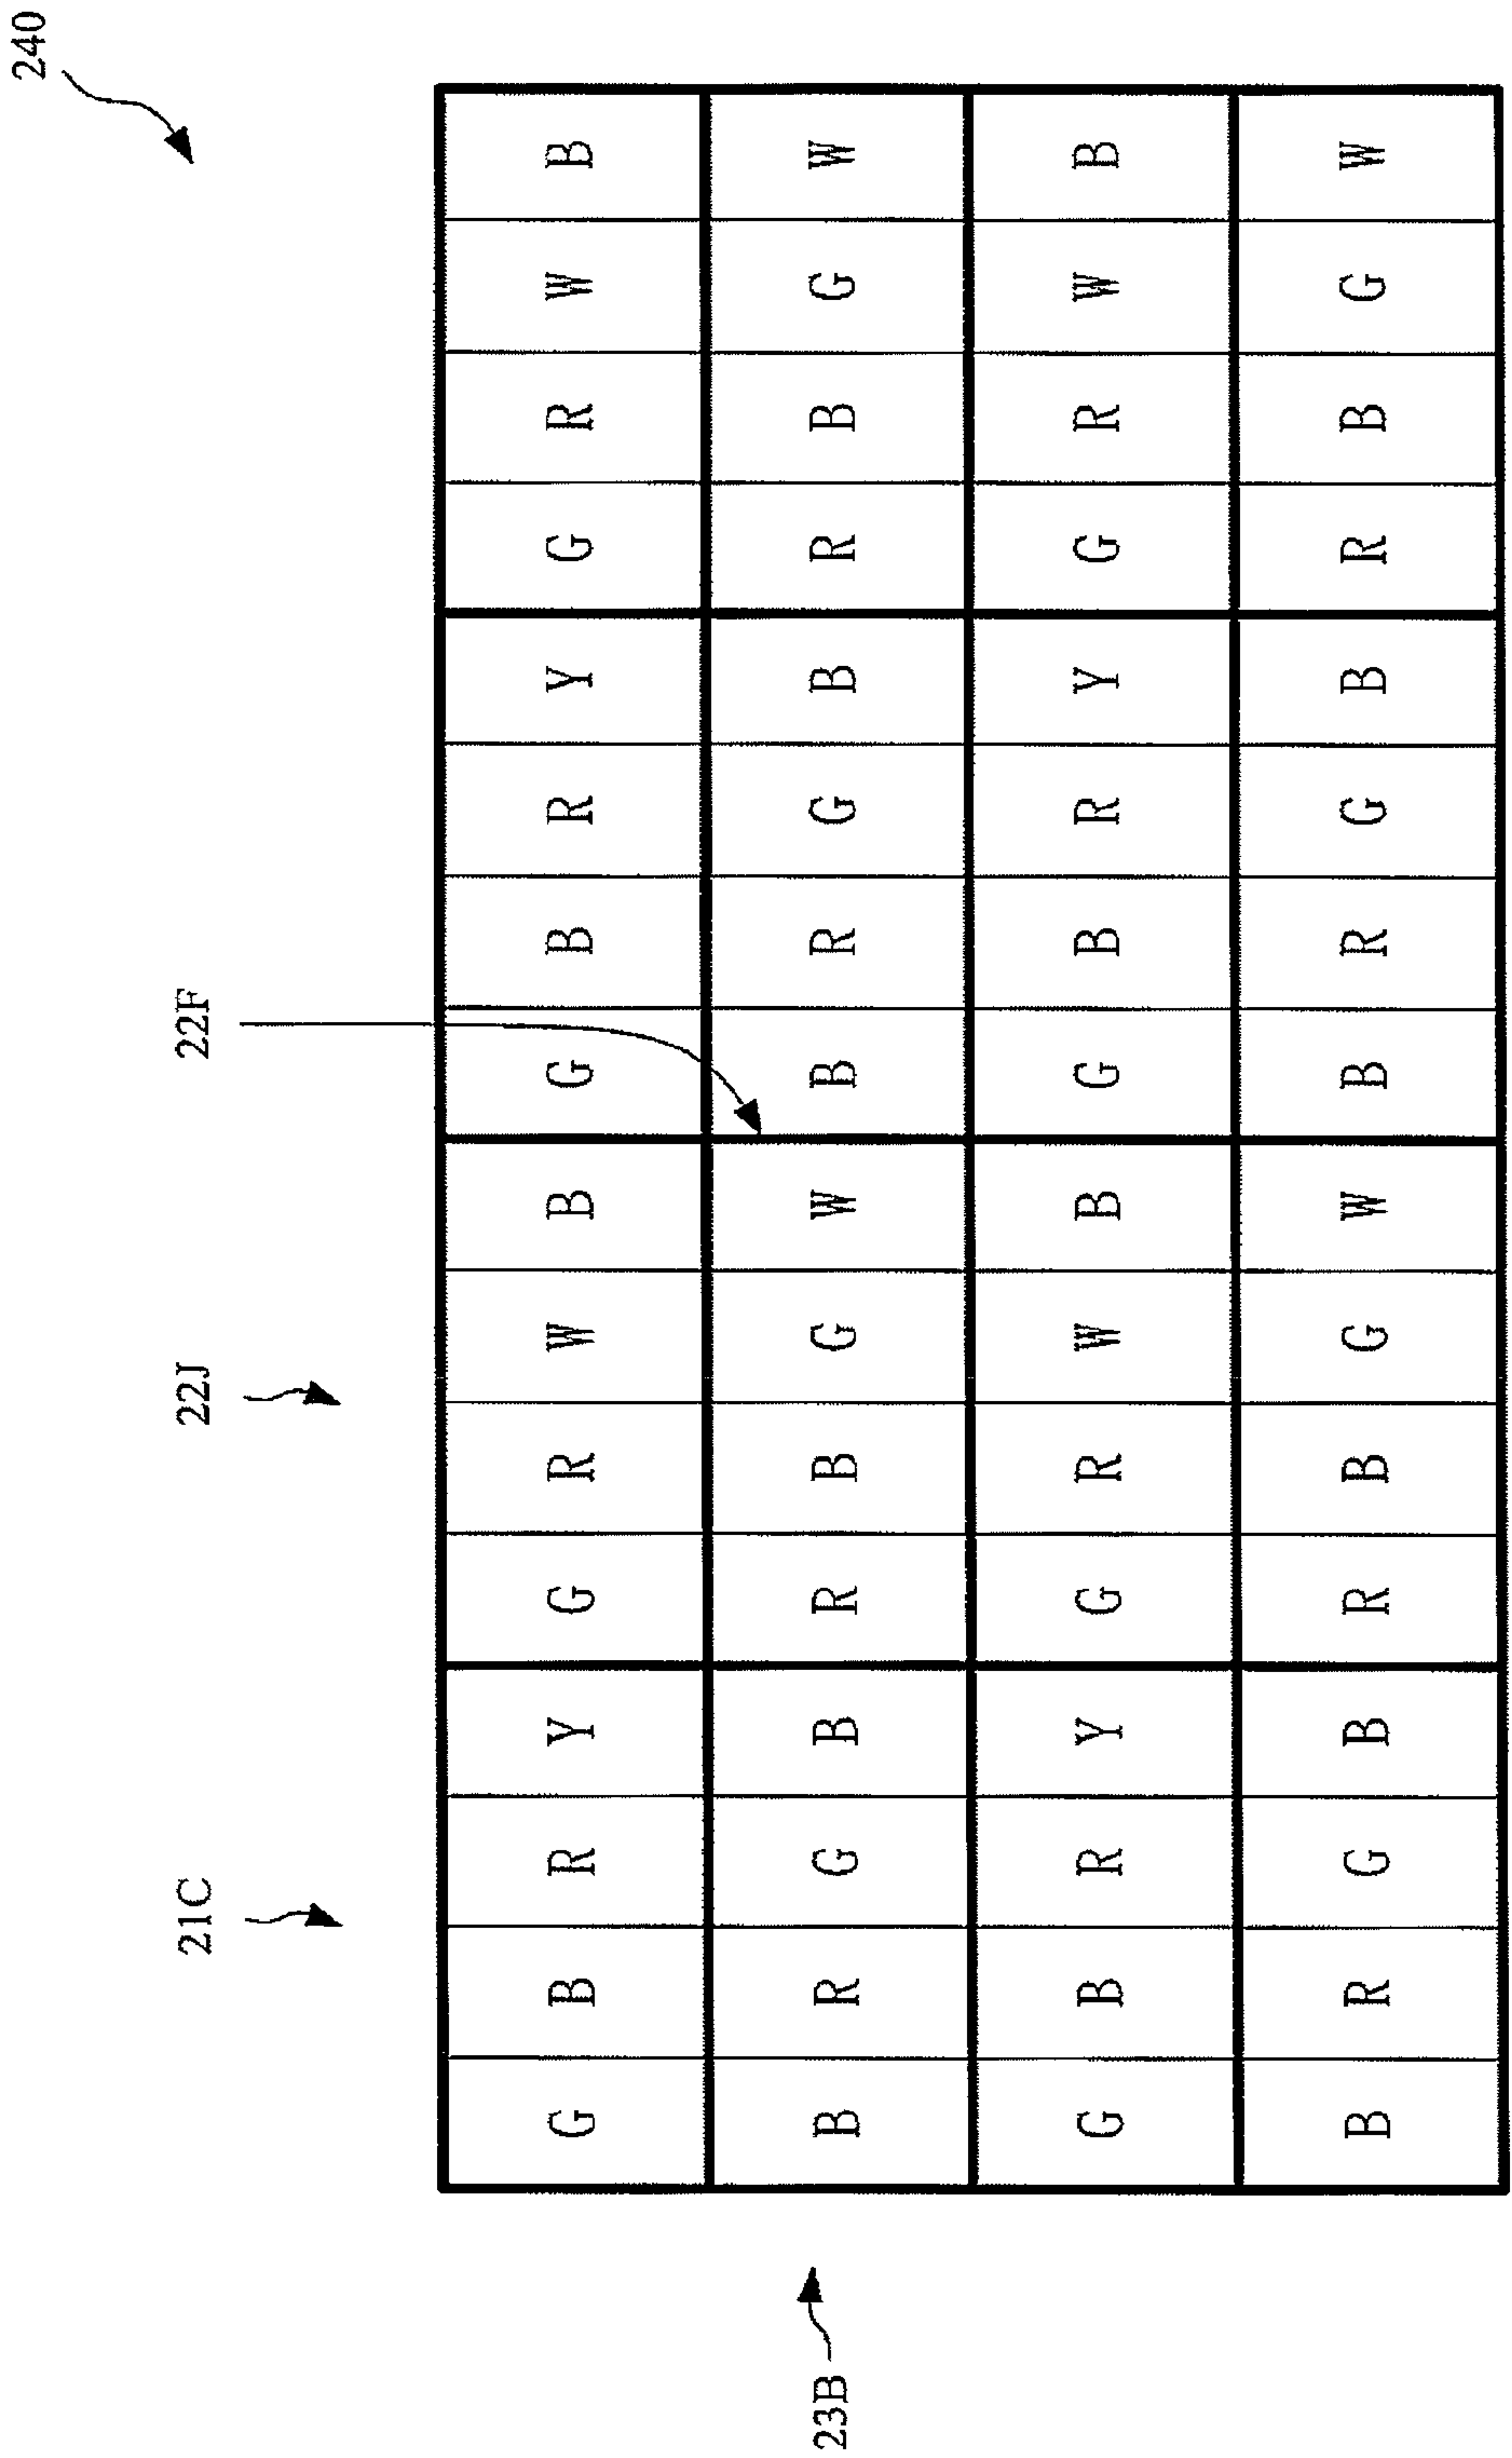 240
21C 22J 22F
G B R Y G R W B G B R Y G R W B
23B B R G B R B G W B R G B R B G W
G B R Y G R W B G B R Y G R W B
B R G B R B G W B R G B R B G W